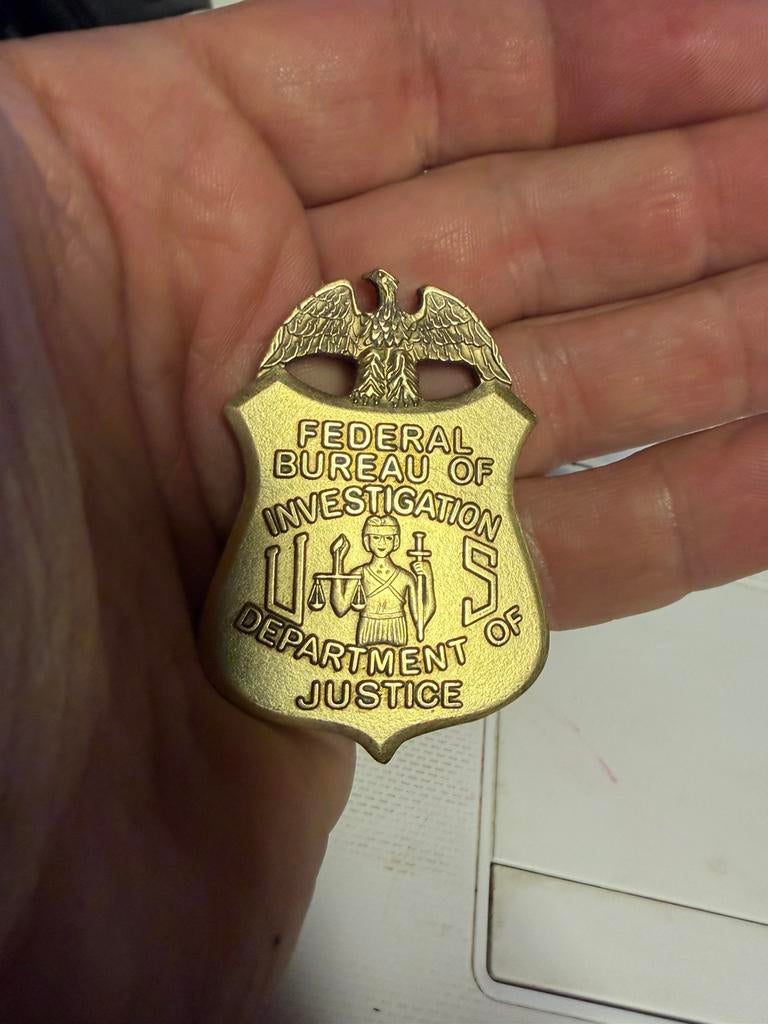 FEDERAL
BUREAU OF
INVESTIGATION
U S
DEPARTMENT OF
JUSTICE